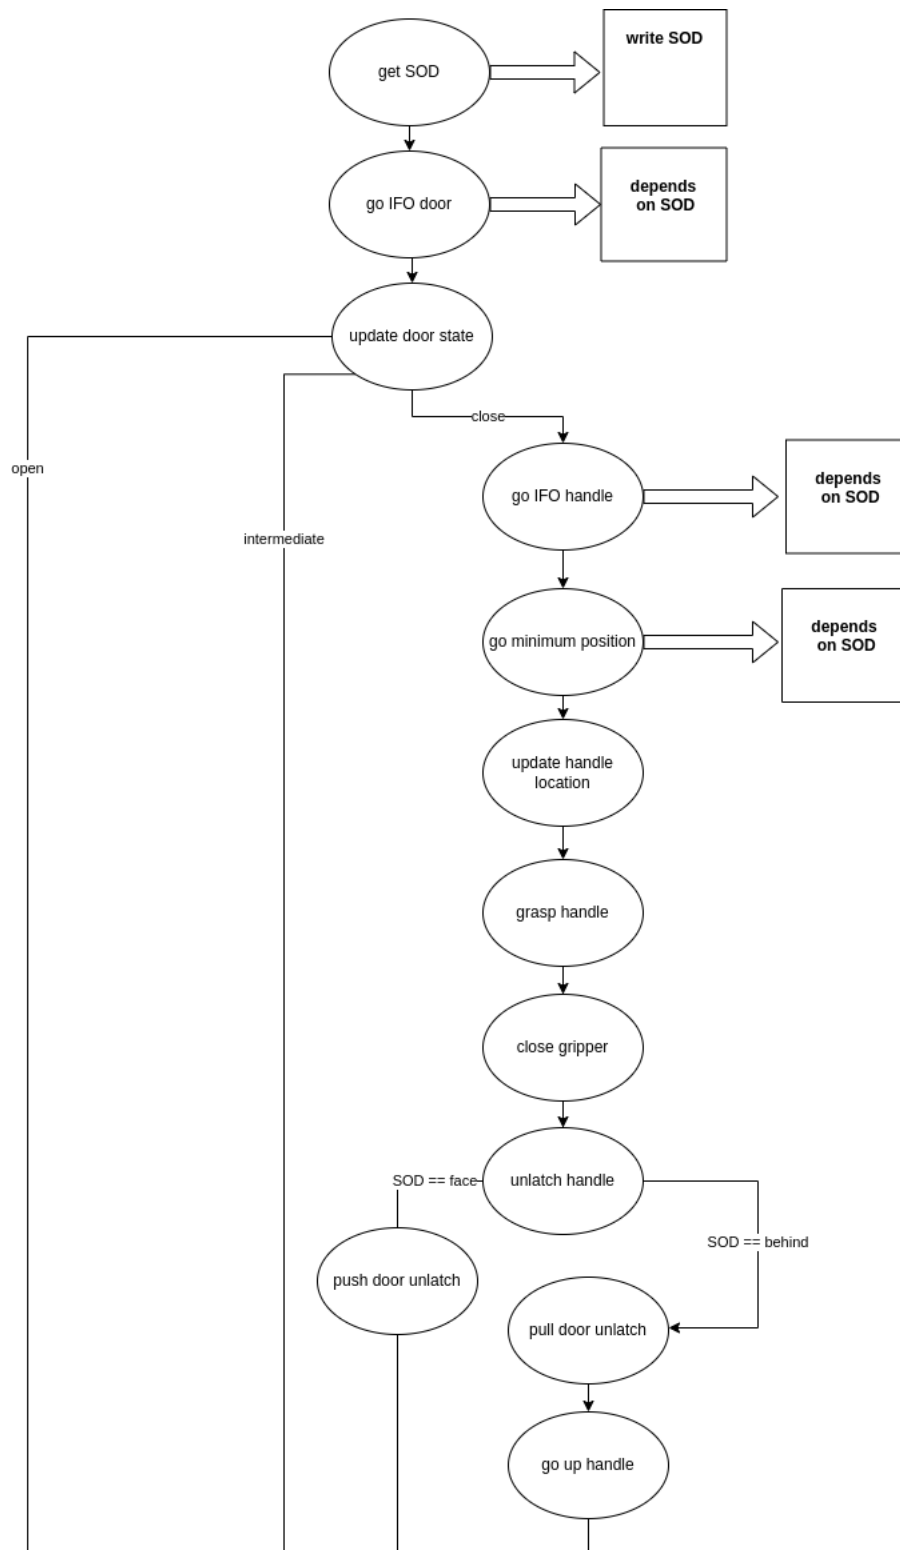 get SOD
write SOD
go IFO door
depends
on SOD
update door state
close
open
go IFO handle
depends
on SOD
intermediate
go minimum position
depends
on SOD
update handle
location
grasp handle
close gripper
SOD == face
unlatch handle
SOD == behind
push door unlatch
pull door unlatch
go up handle